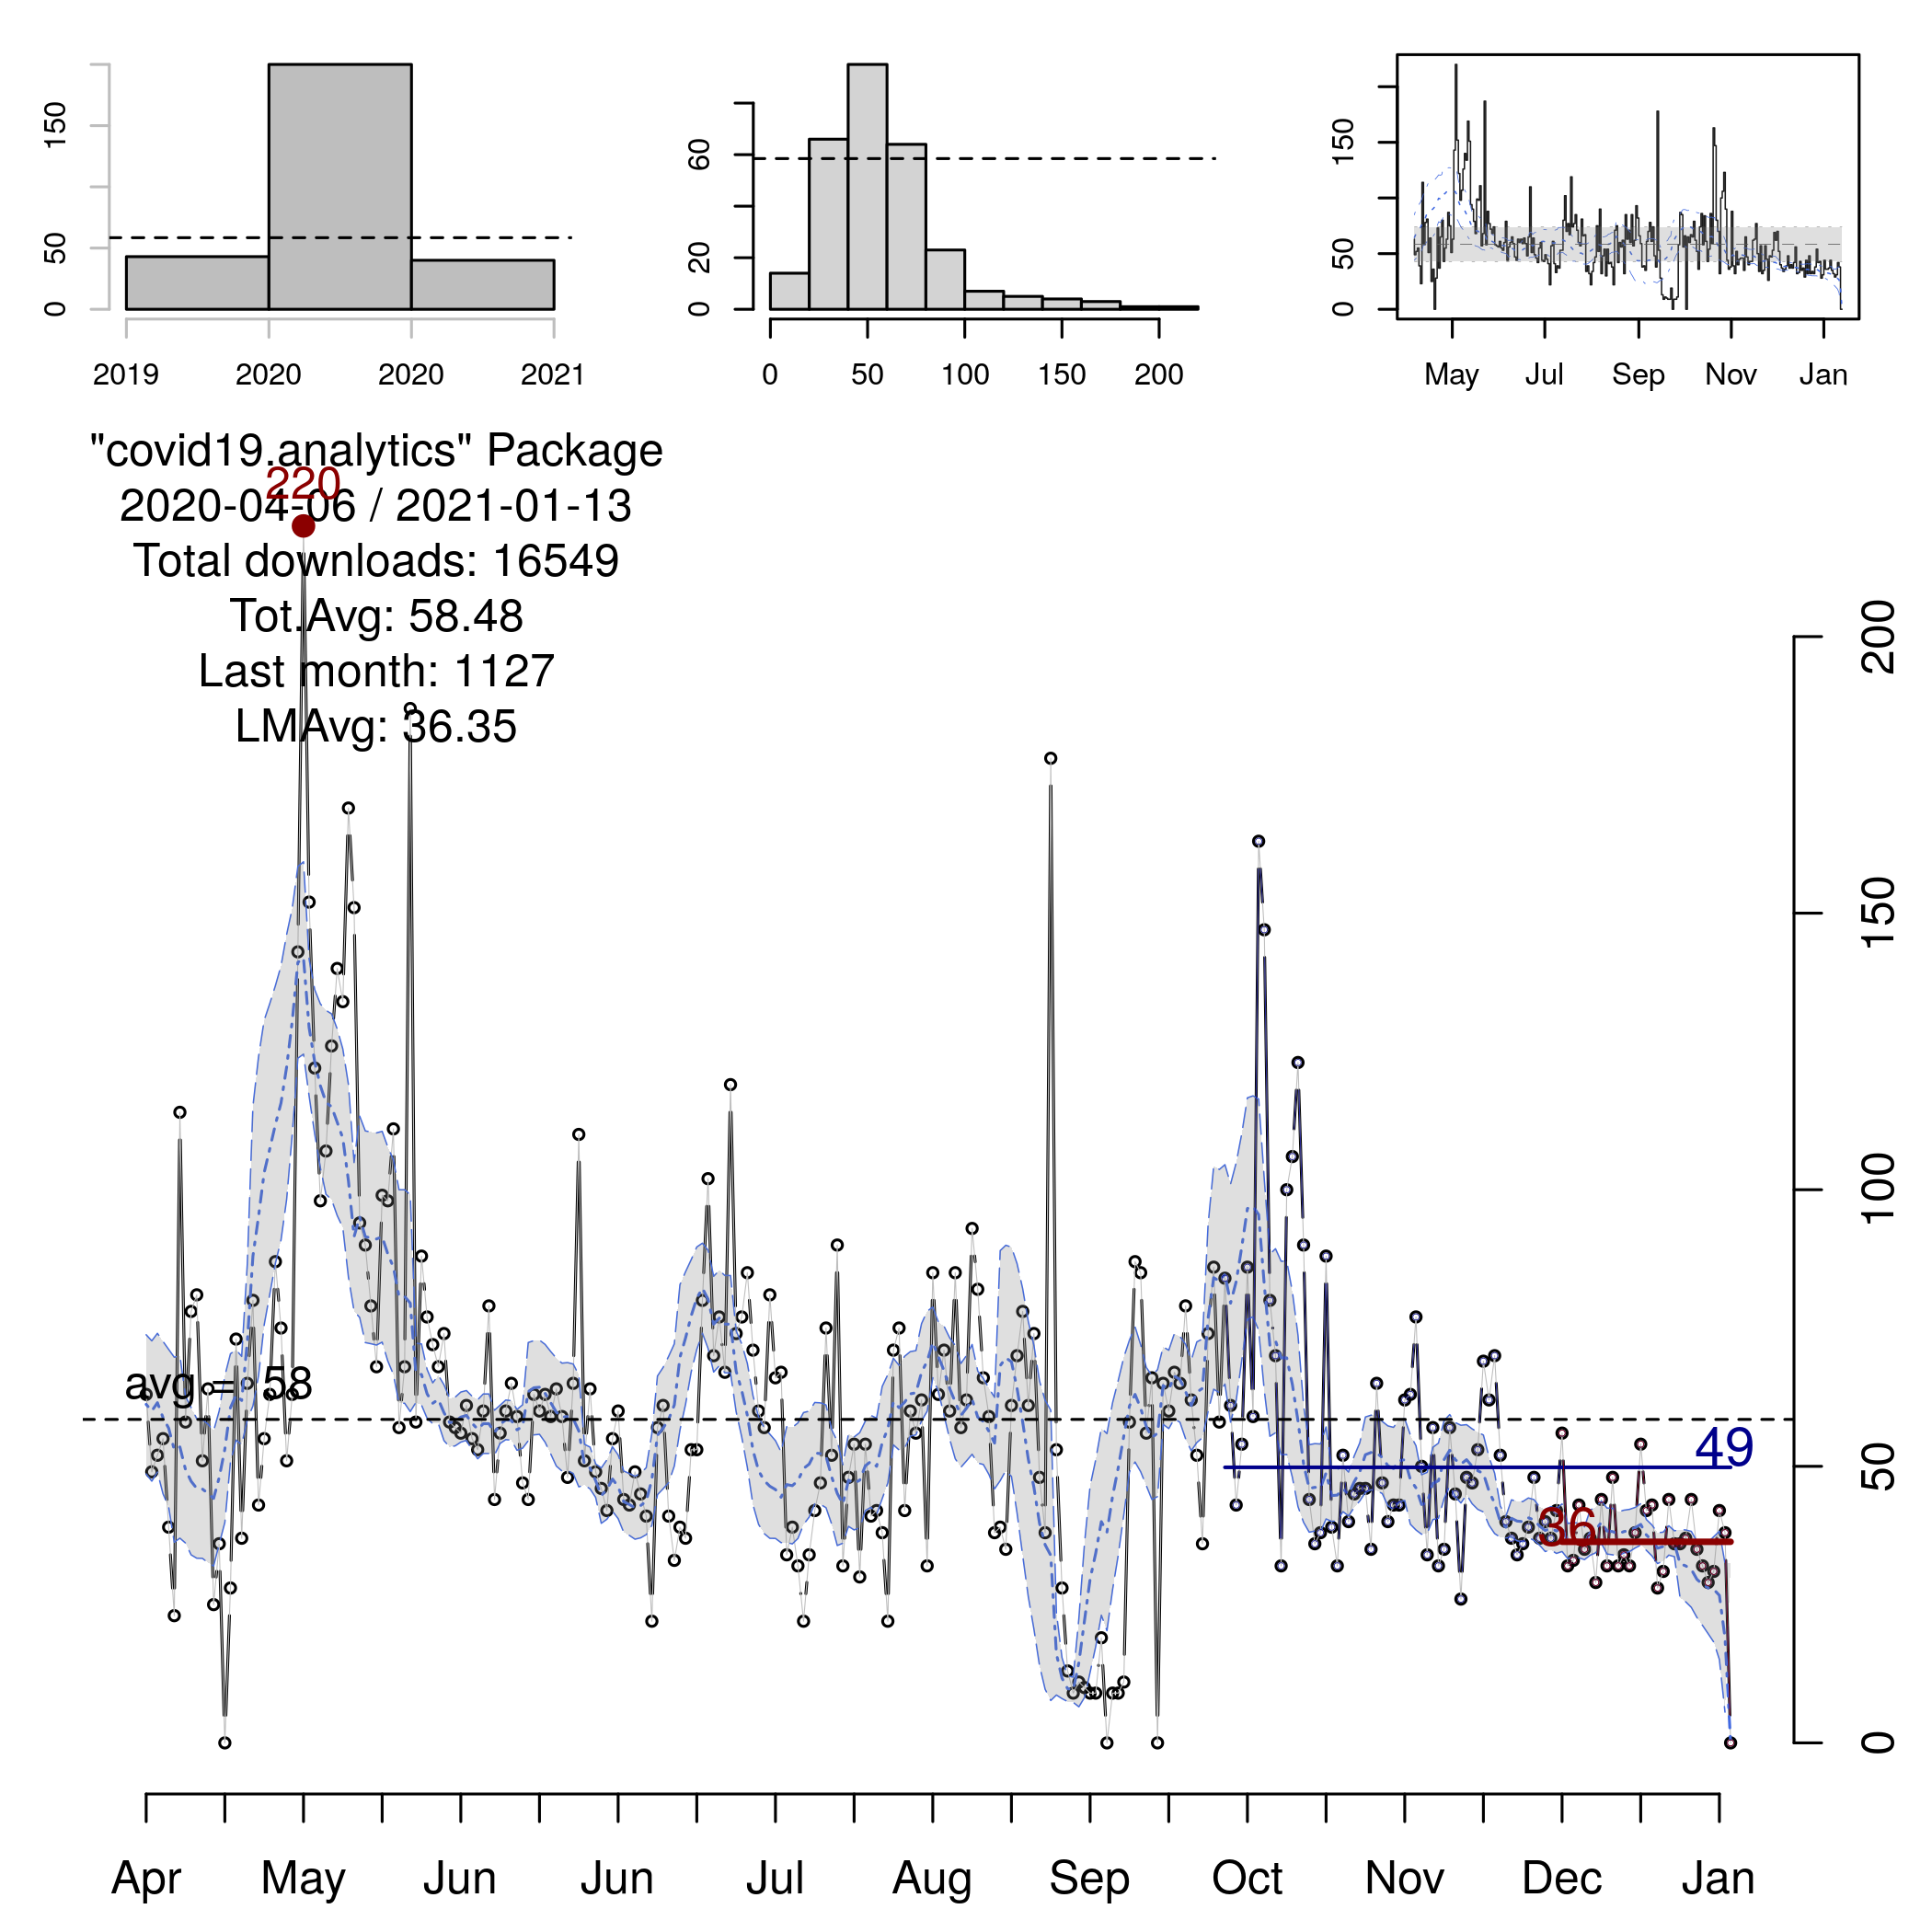 150
50
0
2019 2020 2020 2021
60
20
0
0 50 100 150 200
150
50
0
May Jul Sep Nov Jan
"covid19.analytics" Package
220
2020-04-06 / 2021-01-13
Total downloads: 16549
Tot.Avg: 58.48
Last month: 1127
LMAvg: 36.35
avg = 58
49
36
200
150
100
50
0
Apr May Jun Jun Jul Aug Sep Oct Nov Dec Jan